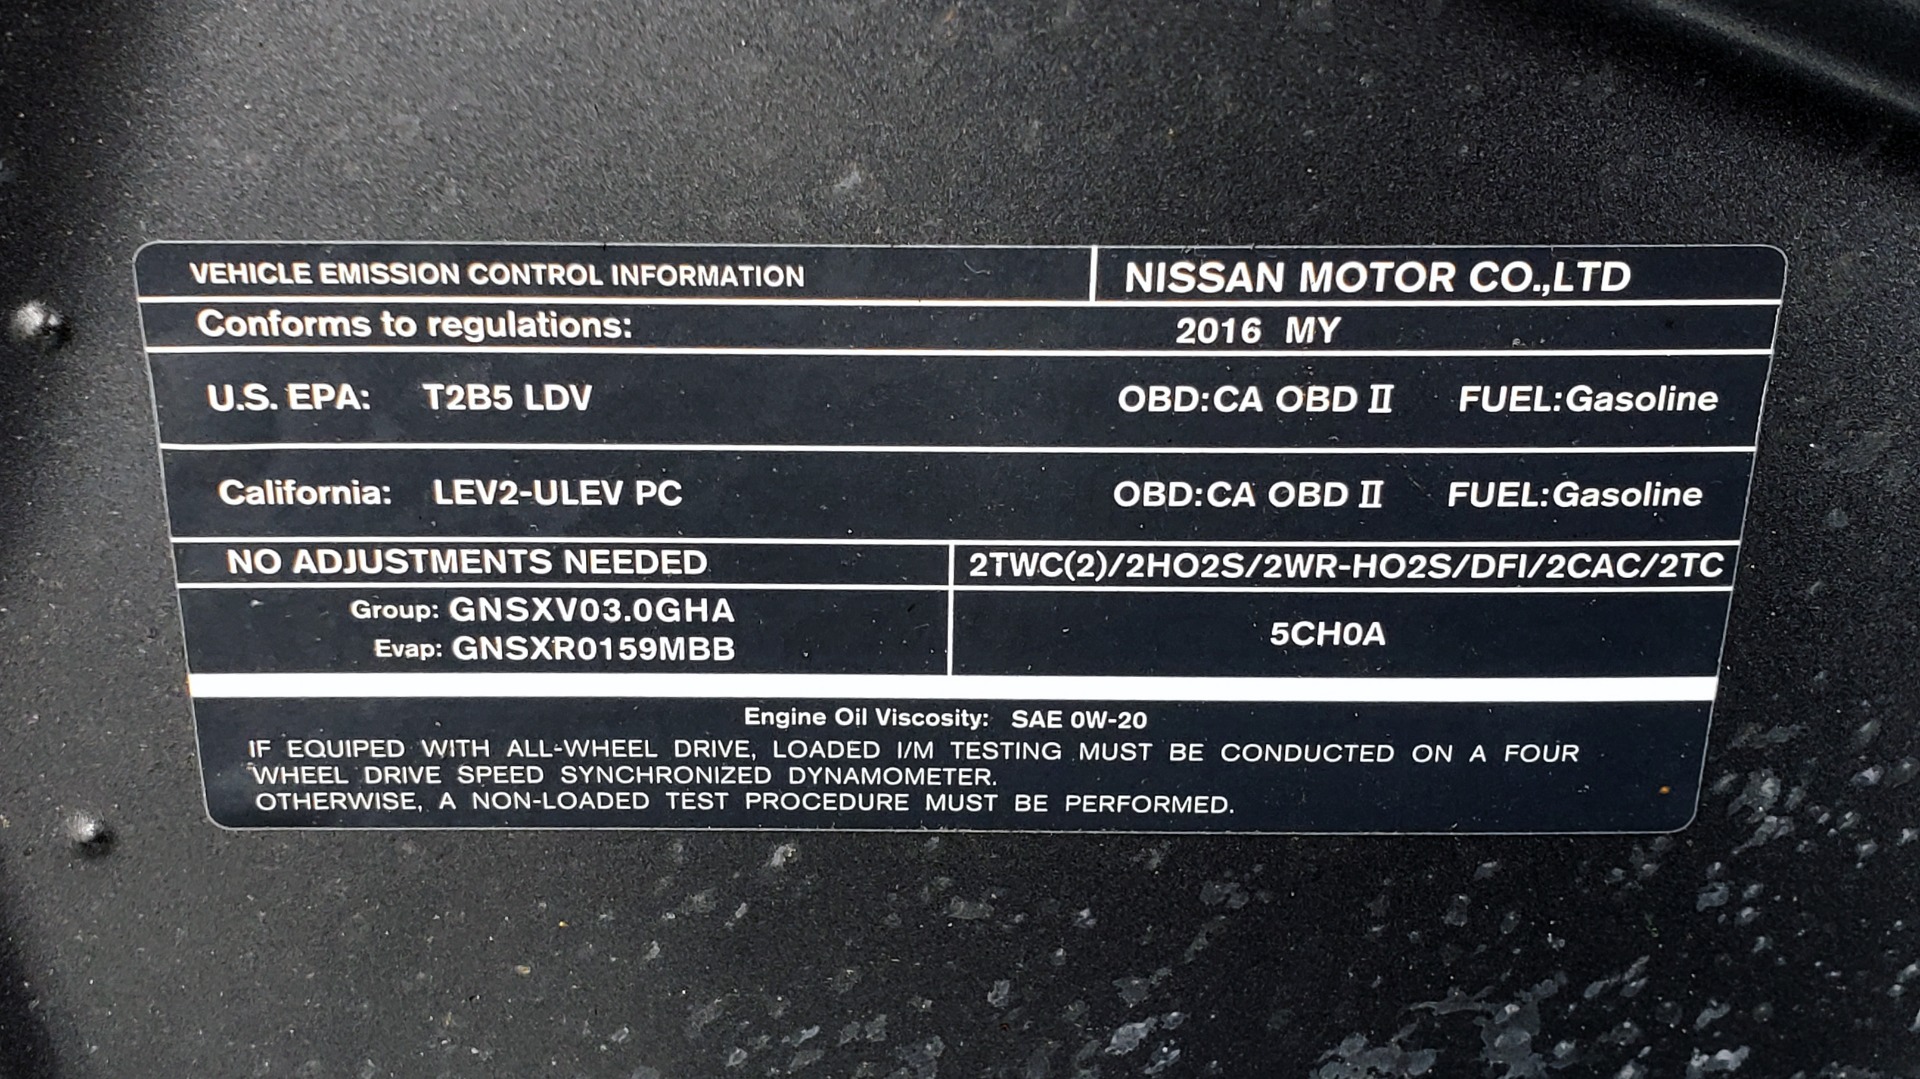 VEHICLE EMISSION CONTROL INFORMATION NISSAN MOTOR CO.,LTD
Conforms to regulations: 2016 MY
U.S. EPA: T2B5 LDV OBD:CA OBD II FUEL:Gasoline
California: LEV2-ULEV PC OBD:CA OBD II FUEL:Gasoline
NO ADJUSTMENTS NEEDED 2TWC(2)/2HO2S/2WR-HO2S/DFI/2CAC/2TC
Group: GNSXV03.0GHA
Evap: GNSXR0159MBB
5CH0A
Engine Oil Viscosity: SAE 0W-20
IF EQUIPED WITH ALL-WHEEL DRIVE, LOADED I/M TESTING MUST BE CONDUCTED ON A FOUR
WHEEL DRIVE SPEED SYNCHRONIZED DYNAMOMETER.
OTHERWISE, A NON-LOADED TEST PROCEDURE MUST BE PERFORMED.